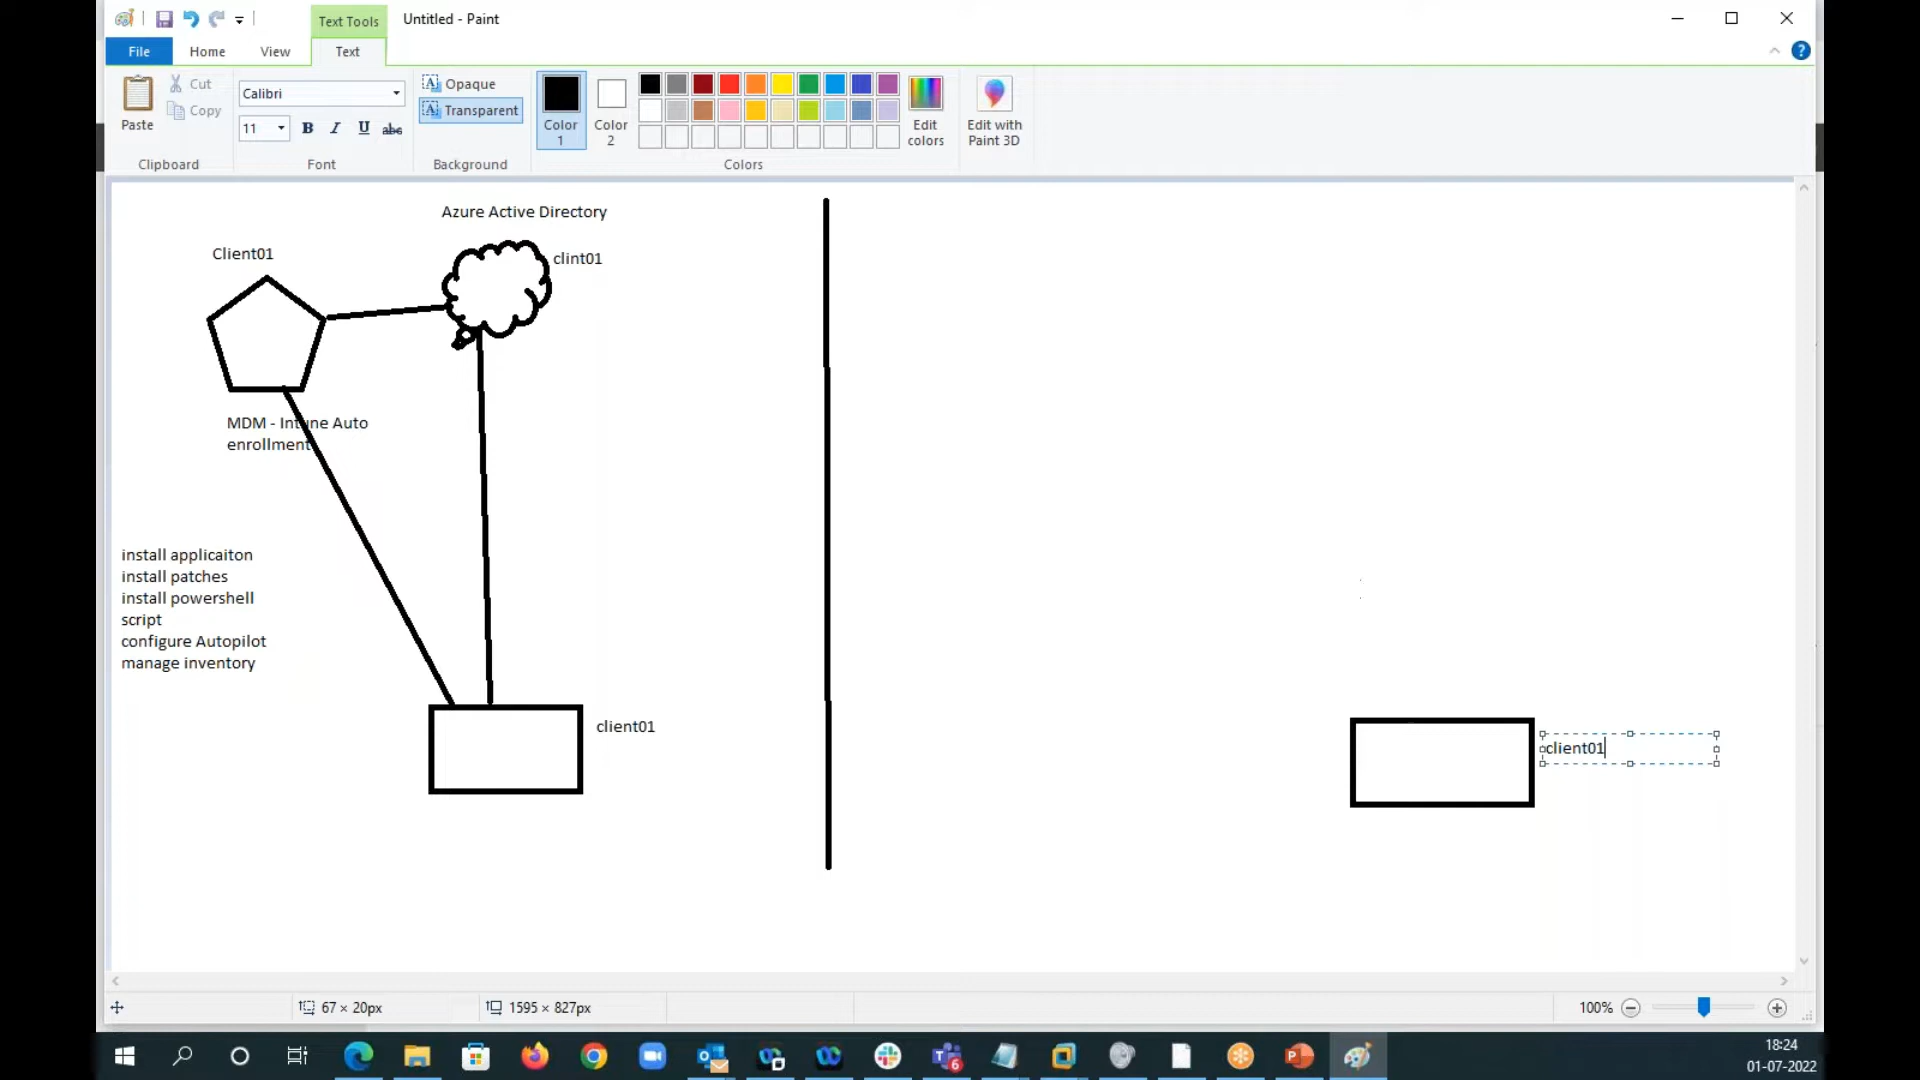 Text Tools
Untitled - Paint
File
Home
View
Text
Paste
Cut
Copy
Clipboard
Calibri
11
B
I
U
abc
Font
Opaque
Transparent
Background
Color
1
Color
2
Edit
colors
Colors
Edit with
Paint 3D
Azure Active Directory
Client01
clint01
MDM - Intune Auto
enrollment
install applicaiton
install patches
install powershell
script
configure Autopilot
manage inventory
client01
client01
67 × 20px
1595 × 827px
100%
6
18:24
01-07-2022